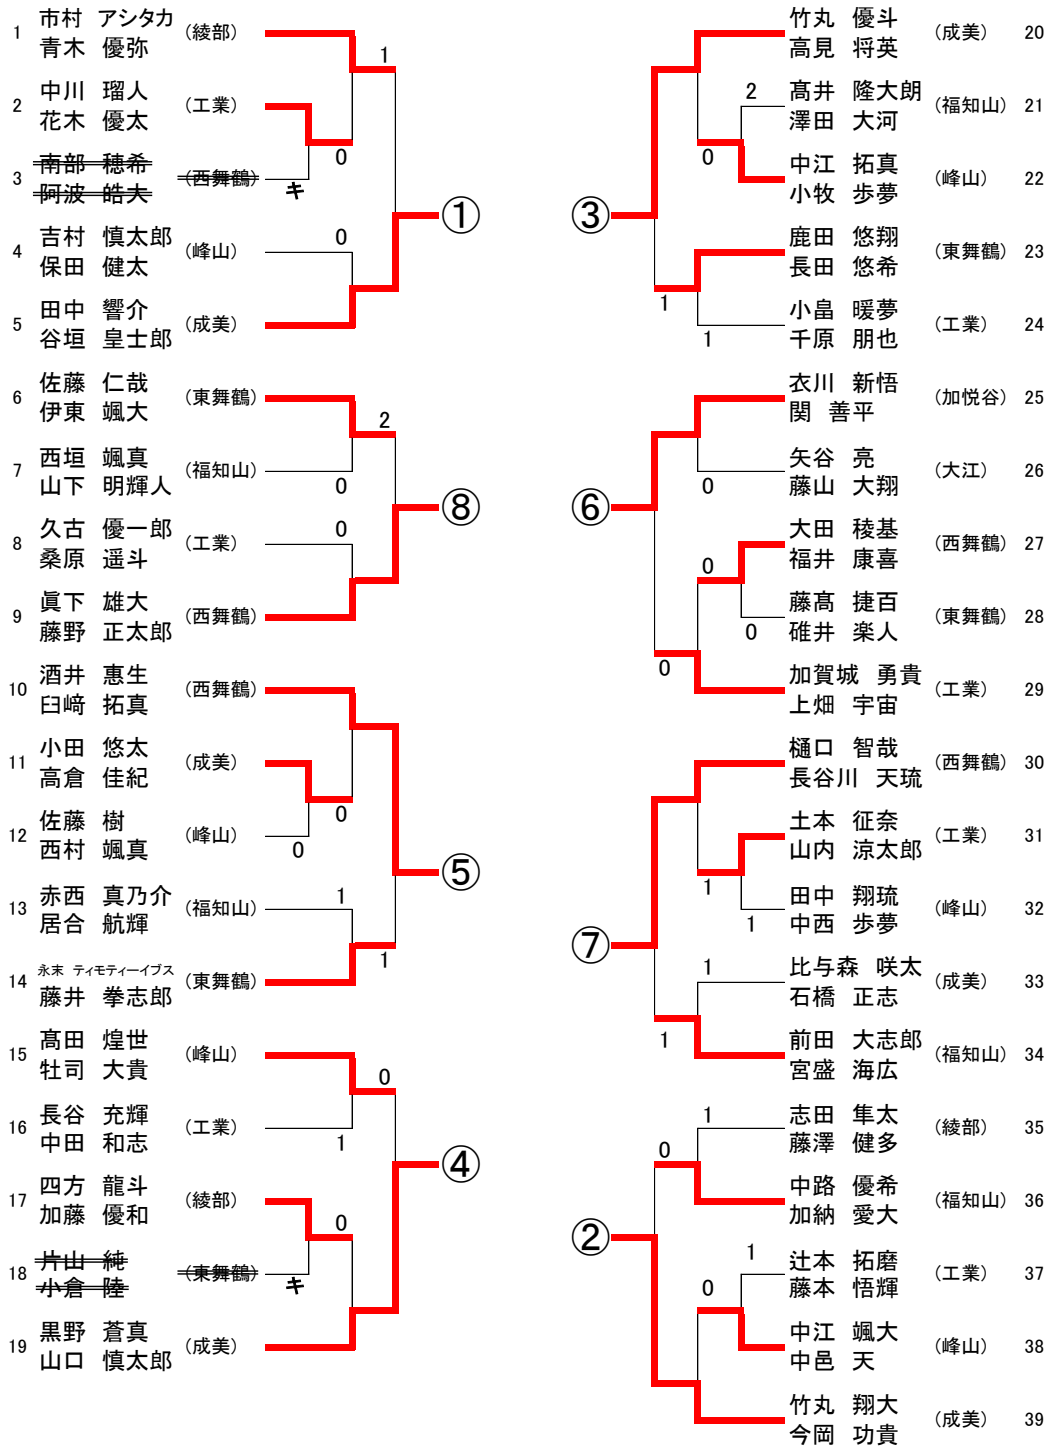 1 市村 アシタカ (綾部)
青木 優弥
1
2 中川 瑠人 (工業)
花木 優太
0
3 南部 穂希 (西舞鶴)
阿波 皓大
キ
①
4 吉村 慎太郎 (峰山)
保田 健太
0
5 田中 響介 (成美)
谷垣 皇士郎
6 佐藤 仁哉 (東舞鶴)
伊東 颯大
2
7 西垣 颯真 (福知山)
山下 明輝人
0
⑧
8 久古 優一郎 (工業)
桑原 遥斗
0
9 眞下 雄大 (西舞鶴)
藤野 正太郎
10 酒井 惠生 (西舞鶴)
臼﨑 拓真
11 小田 悠太 (成美)
高倉 佳紀
0
12 佐藤 樹 (峰山)
西村 颯真
0
⑤
13 赤西 真乃介 (福知山)
居合 航輝
1
14 永末 ティモティーイブス (東舞鶴)
藤井 拳志郎
1
15 髙田 煌世 (峰山)
牡司 大貴
0
16 長谷 充輝 (工業)
中田 和志
1
④
17 四方 龍斗 (綾部)
加藤 優和
0
18 片山 純 (東舞鶴)
小倉 陸
キ
19 黒野 蒼真 (成美)
山口 慎太郎
竹丸 優斗 (成美) 20
高見 将英
2
髙井 隆大朗 (福知山) 21
澤田 大河
0
中江 拓真 (峰山) 22
小牧 歩夢
③
鹿田 悠翔 (東舞鶴) 23
長田 悠希
1
小畠 暖夢 (工業) 24
千原 朋也
1
衣川 新悟 (加悦谷) 25
関 善平
矢谷 亮 (大江) 26
藤山 大翔
0
⑥
大田 稜基 (西舞鶴) 27
福井 康喜
0
藤髙 捷百 (東舞鶴) 28
碓井 楽人
0
0
加賀城 勇貴 (工業) 29
上畑 宇宙
樋口 智哉 (西舞鶴) 30
長谷川 天琉
土本 征奈 (工業) 31
山内 涼太郎
1
田中 翔琉 (峰山) 32
中西 歩夢
1
⑦
比与森 咲太 (成美) 33
石橋 正志
1
前田 大志郎 (福知山) 34
宮盛 海広
1
志田 隼太 (綾部) 35
藤澤 健多
1
0
中路 優希 (福知山) 36
加納 愛大
②
辻本 拓磨 (工業) 37
藤本 悟輝
1
0
中江 颯大 (峰山) 38
中邑 天
竹丸 翔大 (成美) 39
今岡 功貴